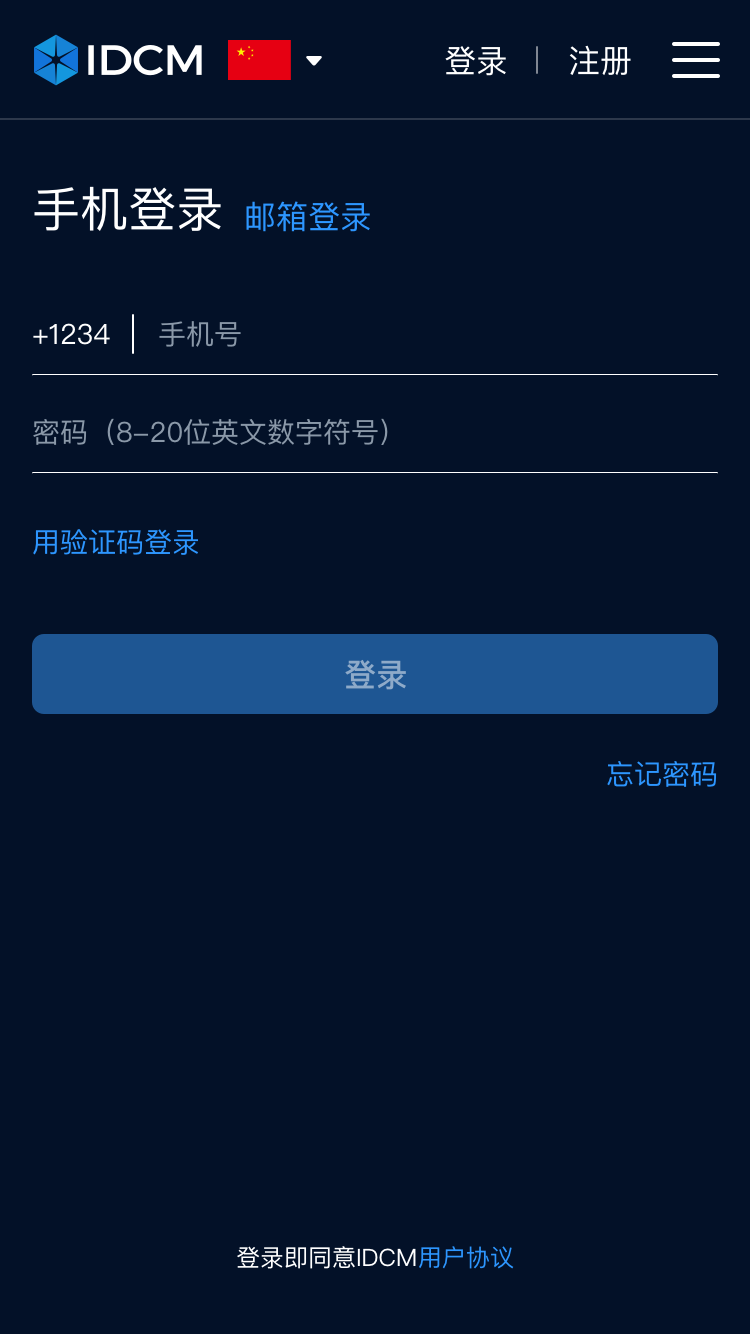 IDCM 登录 注册
手机登录 邮箱登录
+1234 手机号
密码（8-20位英文数字符号）
用验证码登录
登录
忘记密码
登录即同意IDCM用户协议